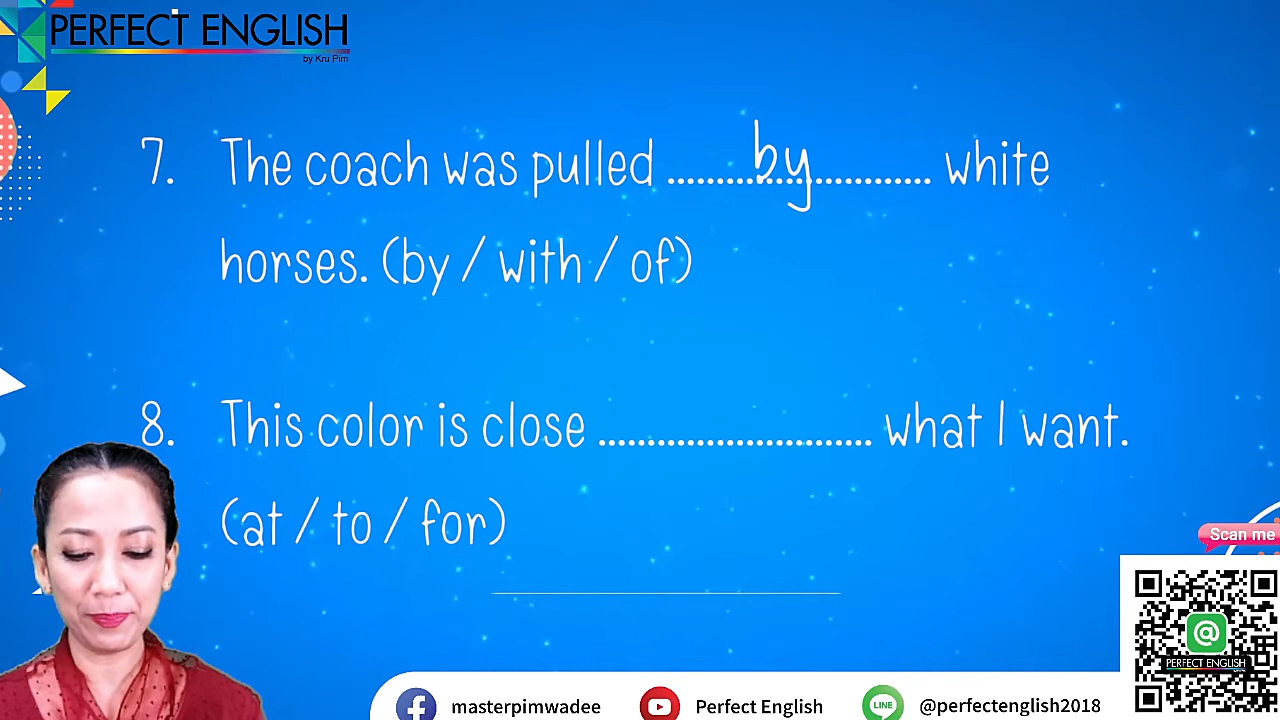 PERFECT ENGLISH
by Kru Pim
7. The coach was pulled ..........by.......... white
horses. (by / with / of)
8. This color is close .............................. what I want.
(at / to / for)
Scan me
@
PERFECT ENGLISH
masterpimwadee
Perfect English
LINE
@perfectenglish2018